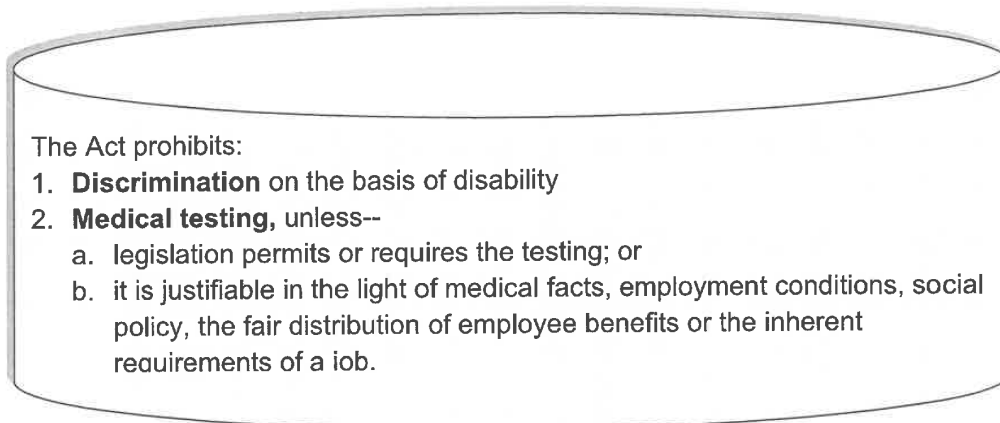 The Act prohibits:
1. Discrimination on the basis of disability
2. Medical testing, unless--
a. legislation permits or requires the testing; or
b. it is justifiable in the light of medical facts, employment conditions, social
policy, the fair distribution of employee benefits or the inherent
requirements of a job.